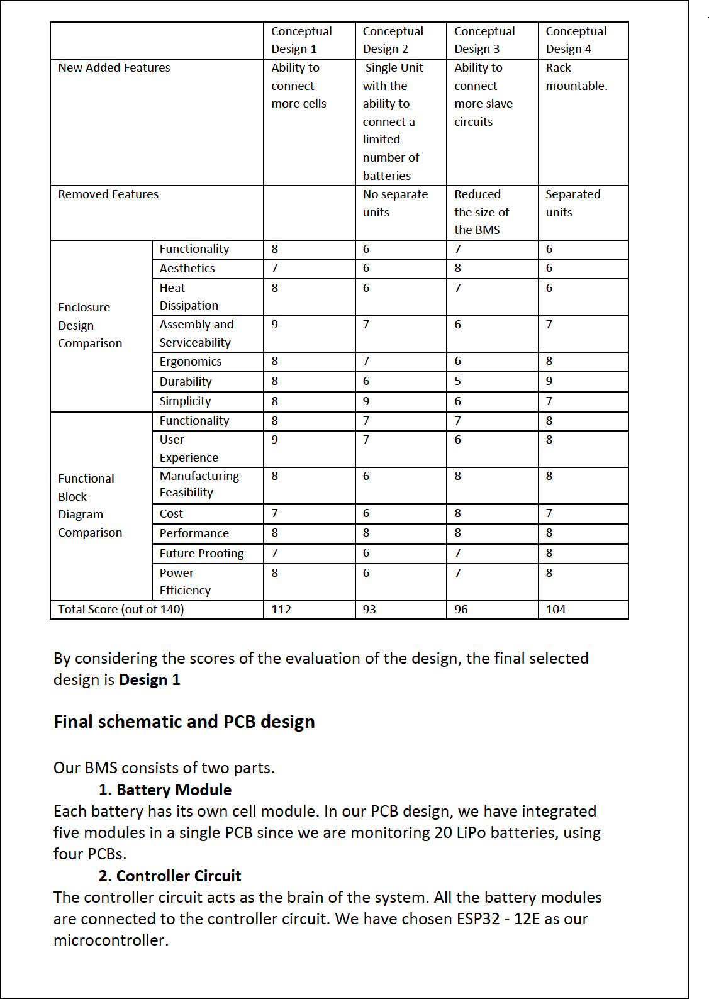 Conceptual Design 1 Conceptual Design 2 Conceptual Design 3 Conceptual Design 4
New Added Features Ability to connect more cells Single Unit with the ability to connect a limited number of batteries Ability to connect more slave circuits Rack mountable.
Removed Features No separate units Reduced the size of the BMS Separated units
Enclosure Design Comparison
Functionality 8 6 7 6
Aesthetics 7 6 8 6
Heat Dissipation 8 6 7 6
Assembly and Serviceability 9 7 6 7
Ergonomics 8 7 6 8
Durability 8 6 5 9
Simplicity 8 9 6 7
Functional Block Diagram Comparison
Functionality 8 7 7 8
User Experience 9 7 6 8
Manufacturing Feasibility 8 6 8 8
Cost 7 6 8 7
Performance 8 8 8 8
Future Proofing 7 6 7 8
Power Efficiency 8 6 7 8
Total Score (out of 140) 112 93 96 104
By considering the scores of the evaluation of the design, the final selected
design is Design 1
Final schematic and PCB design
Our BMS consists of two parts.
1. Battery Module
Each battery has its own cell module. In our PCB design, we have integrated
five modules in a single PCB since we are monitoring 20 LiPo batteries, using
four PCBs.
2. Controller Circuit
The controller circuit acts as the brain of the system. All the battery modules
are connected to the controller circuit. We have chosen ESP32 - 12E as our
microcontroller.